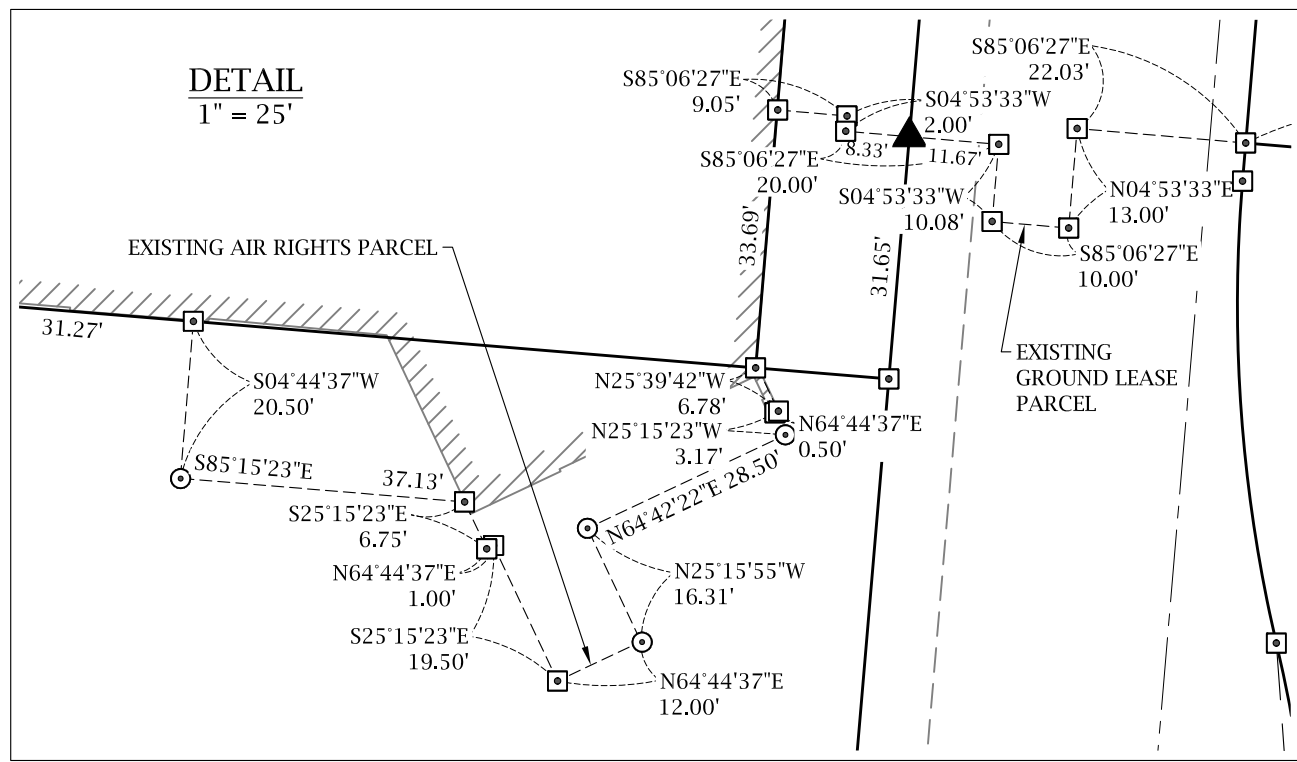 DETAIL
1" = 25'
S85°06'27"E
9.05'
S85°06'27"E
22.03'
S04°53'33"W
2.00'
8.33'
11.67'
S85°06'27"E
20.00'
S04°53'33"W
10.08'
N04°53'33"E
13.00'
S85°06'27"E
10.00'
33.69'
31.65'
EXISTING AIR RIGHTS PARCEL
31.27'
EXISTING
GROUND LEASE
PARCEL
S04°44'37"W
20.50'
N25°39'42"W
6.78'
N25°15'23"W
3.17'
N64°44'37"E
0.50'
S85°15'23"E
37.13'
N64°42'22"E 28.50'
S25°15'23"E
6.75'
N64°44'37"E
1.00'
N25°15'55"W
16.31'
S25°15'23"E
19.50'
N64°44'37"E
12.00'